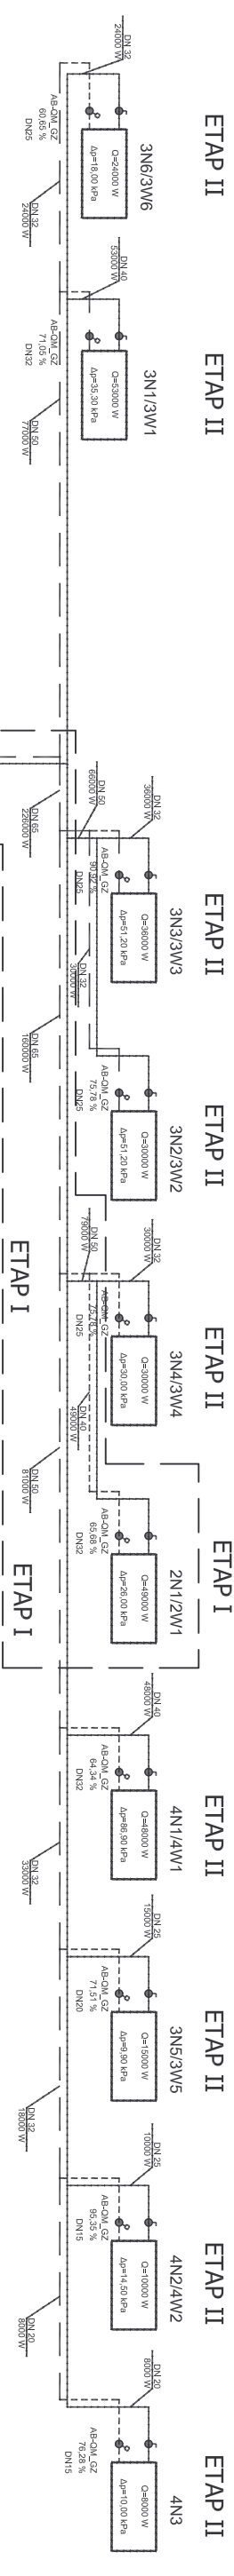 ETAP II
3N6/3W6
Q=24000 W
Δp=18,00 kPa
DN 32
24000 W
AB-QM_GZ
60,65 %
DN25
DN 32
24000 W
ETAP II
3N1/3W1
Q=53000 W
Δp=35,30 kPa
DN 40
53000 W
AB-QM_GZ
71,05 %
DN32
DN 50
77000 W
ETAP II
3N3/3W3
Q=36000 W
Δp=51,20 kPa
DN 32
36000 W
DN 50
66000 W
AB-QM_GZ
90,92 %
DN25
DN 65
226000 W
DN 32
30000 W
DN 65
160000 W
ETAP II
3N2/3W2
Q=30000 W
Δp=51,28 kPa
AB-QM_GZ
75,78 %
DN25
ETAP II
3N4/3W4
Q=30000 W
Δp=30,00 kPa
DN 32
30000 W
DN 50
79000 W
AB-QM_GZ
75,78 %
DN25
DN 40
49000 W
DN 50
81000 W
ETAP I
ETAP I
2N1/2W1
Q=49000 W
Δp=26,00 kPa
AB-QM_GZ
65,68 %
DN32
ETAP I
ETAP II
4N1/4W1
Q=48000 W
Δp=86,90 kPa
DN 40
48000 W
AB-QM_GZ
64,34 %
DN32
DN 32
33000 W
ETAP II
3N5/3W5
Q=15000 W
Δp=9,90 kPa
DN 25
15000 W
AB-QM_GZ
71,51 %
DN20
DN 32
18000 W
ETAP II
4N2/4W2
Q=10000 W
Δp=14,50 kPa
DN 25
10000 W
AB-QM_GZ
95,35 %
DN15
DN 20
8000 W
ETAP II
4N3
Q=8000 W
Δp=10,00 kPa
DN 20
8000 W
AB-QM_GZ
76,28 %
DN15